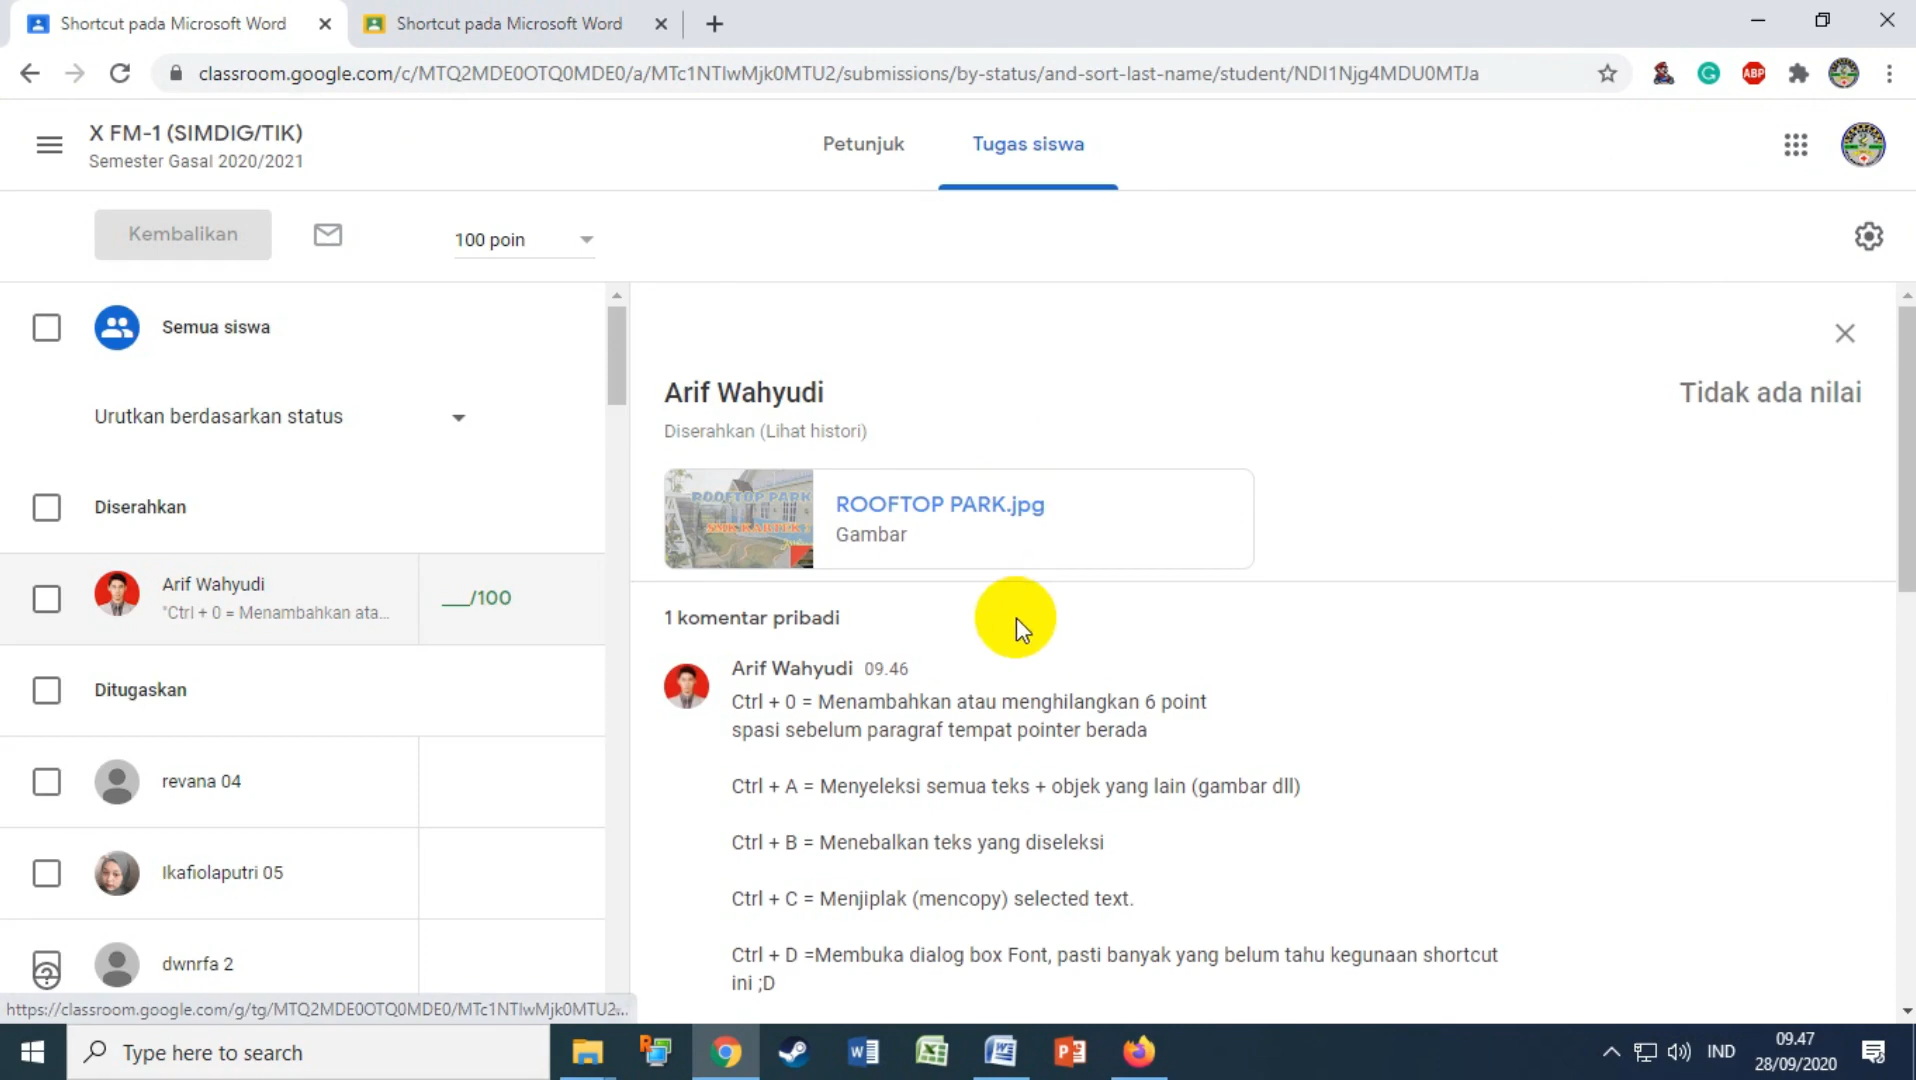 Shortcut pada Microsoft Word
Shortcut pada Microsoft Word
classroom.google.com/c/MTQ2MDE0OTQ0MDE0/a/MTc1NTIwMjk0MTU2/submissions/by-status/and-sort-last-name/student/NDI1Njg4MDU0MTJa
ABP
X FM-1 (SIMDIG/TIK)
Semester Gasal 2020/2021
Petunjuk
Tugas siswa
Kembalikan
100 poin
Semua siswa
Urutkan berdasarkan status
Diserahkan
Arif Wahyudi
"Ctrl + 0 = Menambahkan ata...
___/100
Ditugaskan
revana 04
Ikafiolaputri 05
dwnrfa 2
https://classroom.google.com/g/tg/MTQ2MDE0OTQ0MDE0/MTc1NTIwMjk0MTU2...
Arif Wahyudi
Tidak ada nilai
Diserahkan (Lihat histori)
ROOFTOP PARK
ROOFTOP PARK.jpg
Gambar
1 komentar pribadi
Arif Wahyudi 09.46
Ctrl + 0 = Menambahkan atau menghilangkan 6 point
spasi sebelum paragraf tempat pointer berada
Ctrl + A = Menyeleksi semua teks + objek yang lain (gambar dll)
Ctrl + B = Menebalkan teks yang diseleksi
Ctrl + C = Menjiplak (mencopy) selected text.
Ctrl + D =Membuka dialog box Font, pasti banyak yang belum tahu kegunaan shortcut
ini ;D
Type here to search
IND
09.47
28/09/2020